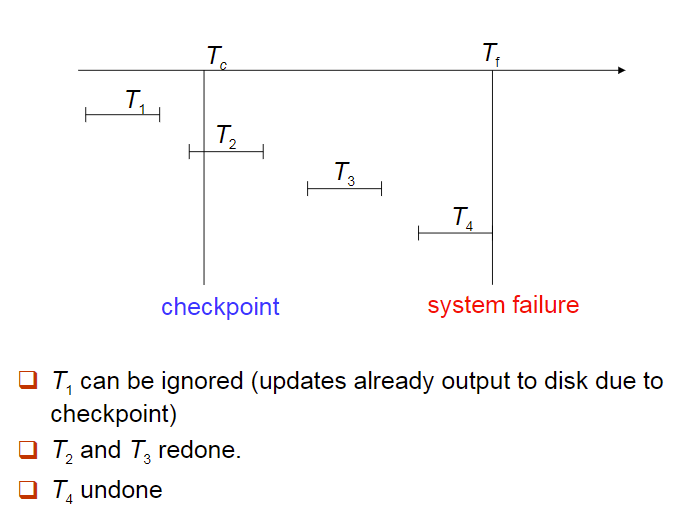 T_c T_f
T_1
T_2
T_3
T_4
checkpoint system failure
❑ T_1 can be ignored (updates already output to disk due to
checkpoint)
❑ T_2 and T_3 redone.
❑ T_4 undone